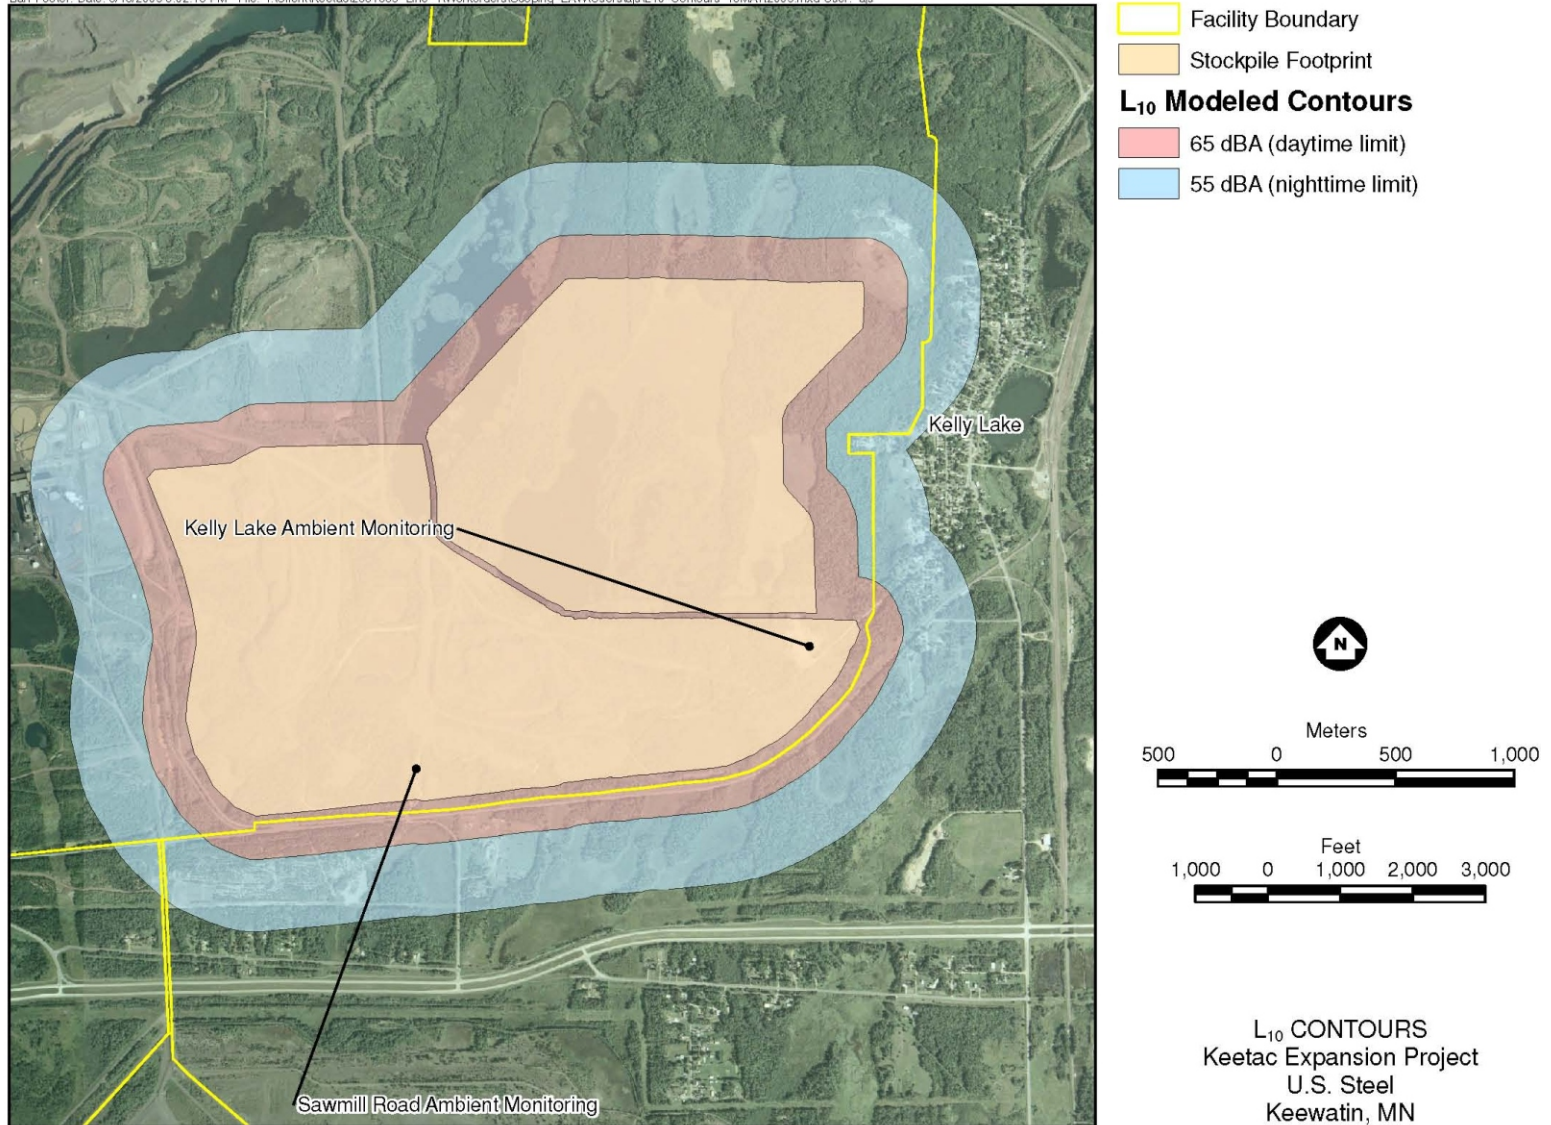 Facility Boundary
Stockpile Footprint
L₁₀ Modeled Contours
65 dBA (daytime limit)
55 dBA (nighttime limit)
Kelly Lake
Kelly Lake Ambient Monitoring
Sawmill Road Ambient Monitoring
N
Meters
500 0 500 1,000
Feet
1,000 0 1,000 2,000 3,000
L₁₀ CONTOURS
Keetac Expansion Project
U.S. Steel
Keewatin, MN